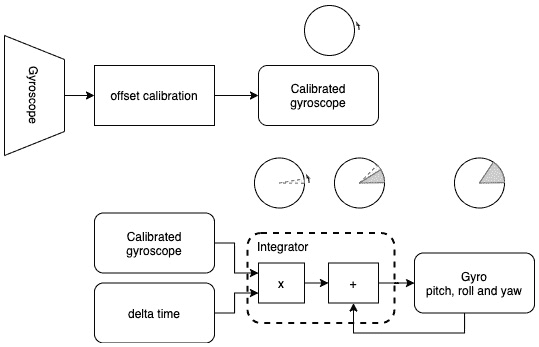 Gyroscope
offset calibration
Calibrated
gyroscope
Calibrated
gyroscope
Integrator
x
+
Gyro
pitch, roll and yaw
delta time